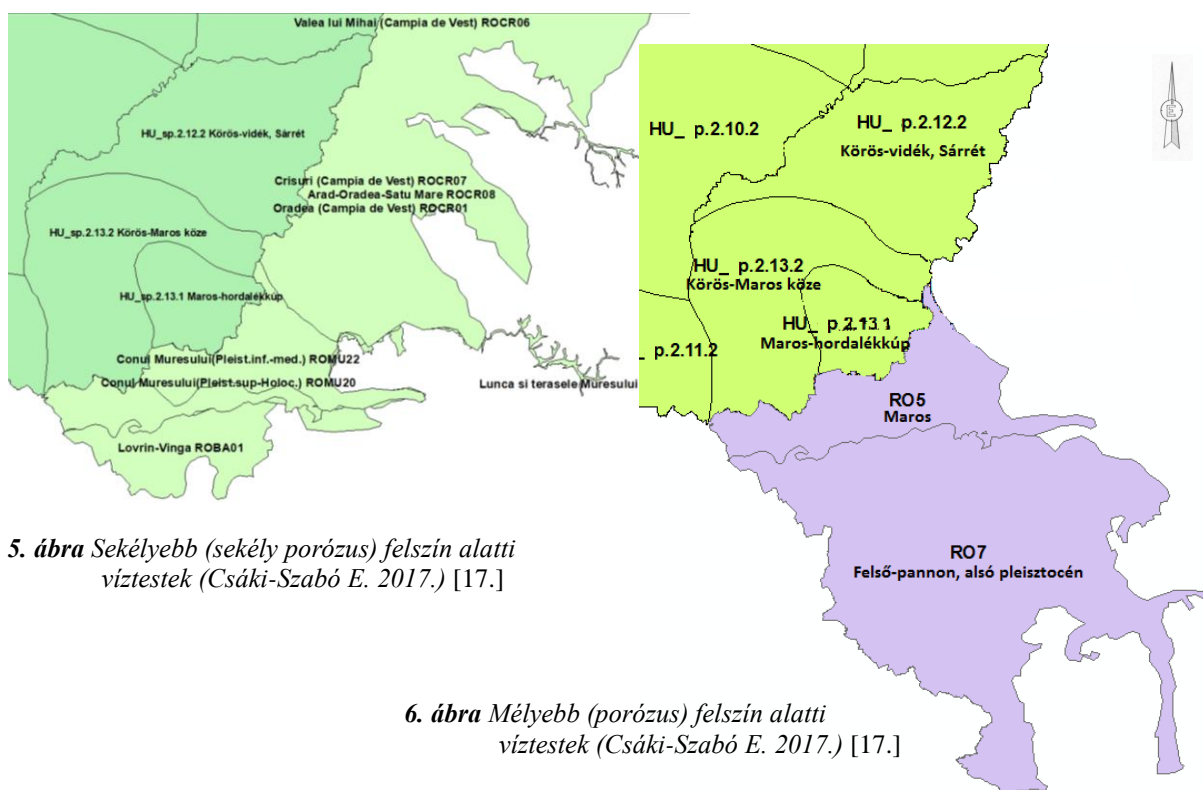 Valea lui Mihai (Campia de Vest) ROCR06
HU_sp.2.12.2 Körös-vidék, Sárrét
Crisuri (Campia de Vest) ROCR07
Arad-Oradea-Satu Mare ROCR08
Oradea (Campia de Vest) ROCR01
HU_sp.2.13.2 Körös-Maros köze
HU_sp.2.13.1 Maros-hordalékkúp
Conul Muresului(Pleist.inf.-med.) ROMU22
Conul Muresului(Pleist.sup-Holoc.) ROMU20
Lunca si terasele Muresului
Lovrin-Vinga ROBA01
5. ábra Sekélyebb (sekély porózus) felszín alatti
víztestek (Csáki-Szabó E. 2017.) [17.]
HU_ p.2.10.2
HU_ p.2.12.2
Körös-vidék, Sárrét
HU_ p.2.13.2
Körös-Maros köze
HU_ p.2.13.1
Maros-hordalékkúp
_ p.2.11.2
RO5
Maros
RO7
Felső-pannon, alsó pleisztocén
É
6. ábra Mélyebb (porózus) felszín alatti
víztestek (Csáki-Szabó E. 2017.) [17.]